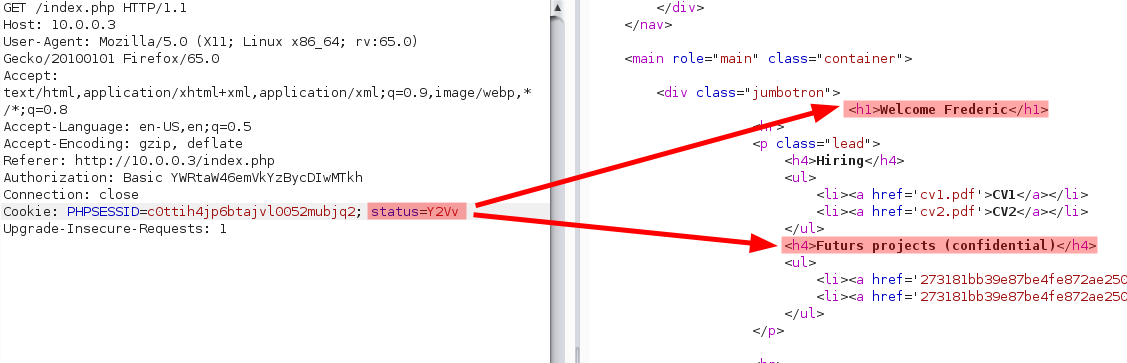 GET /index.php HTTP/1.1
Host: 10.0.0.3
User-Agent: Mozilla/5.0 (X11; Linux x86_64; rv:65.0)
Gecko/20100101 Firefox/65.0
Accept:
text/html,application/xhtml+xml,application/xml;q=0.9,image/webp,*
/*;q=0.8
Accept-Language: en-US,en;q=0.5
Accept-Encoding: gzip, deflate
Referer: http://10.0.0.3/index.php
Authorization: Basic YWRtaW46emVkYzBycDIwMTkh
Connection: close
Cookie: PHPSESSID=c0ttih4jp6btajvl0052mubjq2; status=Y2Vv
Upgrade-Insecure-Requests: 1
</div>
</nav>
<main role="main" class="container">
<div class="jumbotron">
<h1>Welcome Frederic</h1>
<hr>
<p class="lead">
<h4>Hiring</h4>
<ul>
<li><a href='cv1.pdf'>CV1</a></li>
<li><a href='cv2.pdf'>CV2</a></li>
</ul>
<h4>Futurs projects (confidential)</h4>
<ul>
<li><a href='273181bb39e87be4fe872ae250
<li><a href='273181bb39e87be4fe872ae250
</ul>
</p>